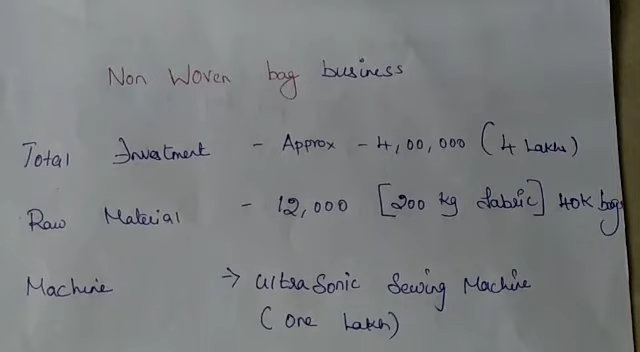 Non Woven bag business
Total Investment - Approx - 4,00,000 (4 Lakhs)
Raw Material - 12,000 [200 kg fabric] 40K bags
Machine → Ultra Sonic Sewing Machine
(One Lakh)